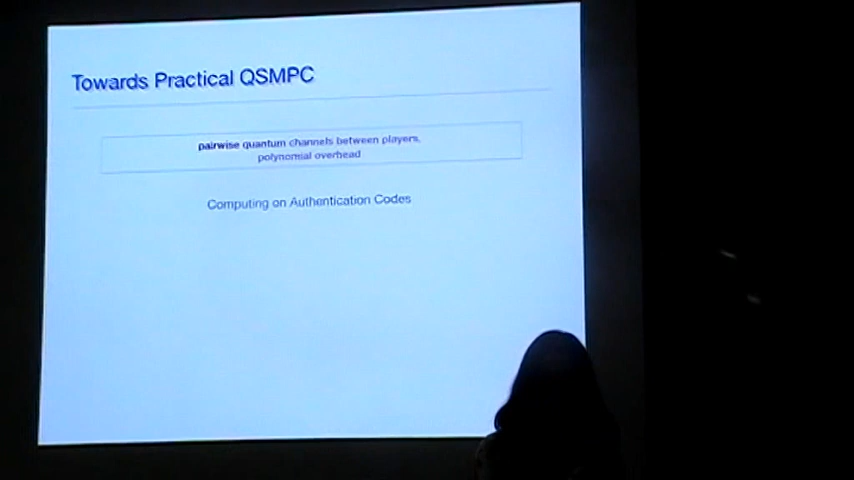 Towards Practical QSMPC
pairwise quantum channels between players,
polynomial overhead
Computing on Authentication Codes